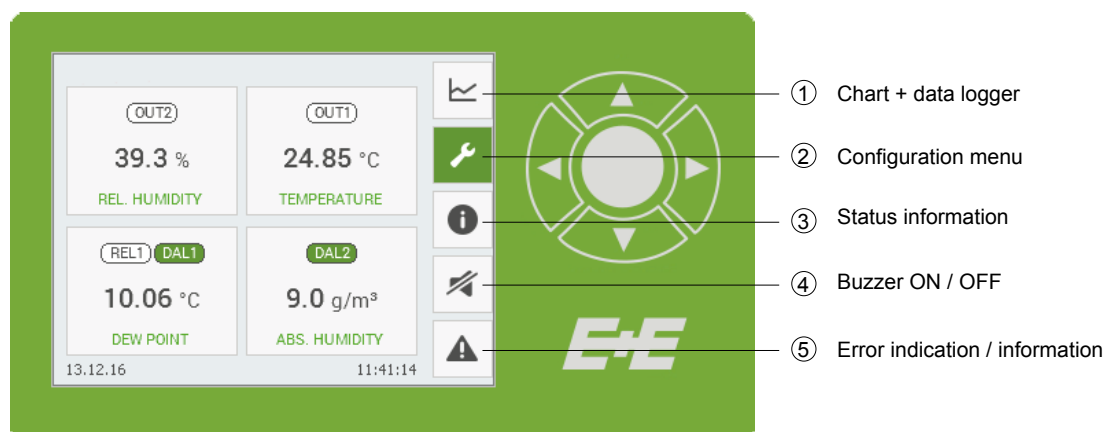 OUT2
39.3 %
REL. HUMIDITY
OUT1
24.85 °C
TEMPERATURE
REL1 DAL1
10.06 °C
DEW POINT
DAL2
9.0 g/m³
ABS. HUMIDITY
13.12.16 11:41:14
E+E
1 Chart + data logger
2 Configuration menu
3 Status information
4 Buzzer ON / OFF
5 Error indication / information